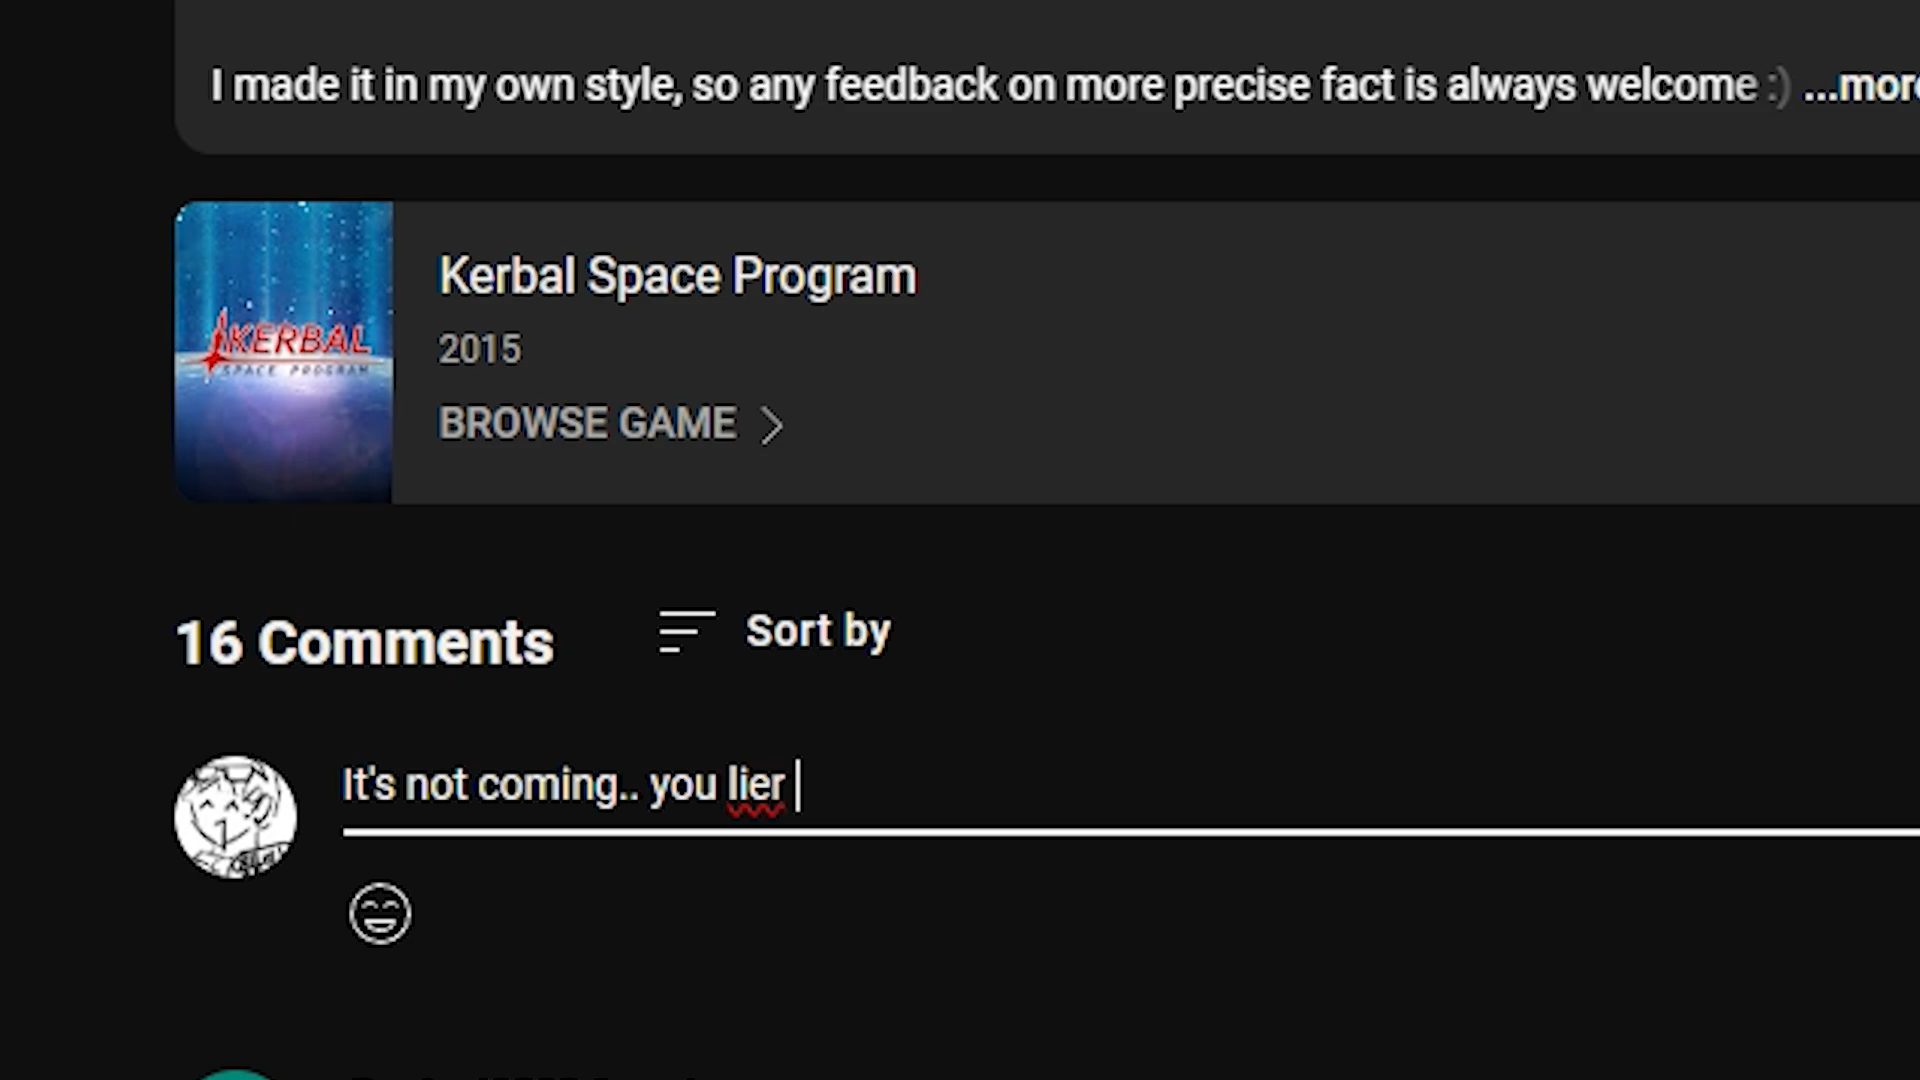 I made it in my own style, so any feedback on more precise fact is always welcome :) ...more
KERBAL
SPACE PROGRAM
Kerbal Space Program
2015
BROWSE GAME
16 Comments
Sort by
It's not coming.. you lier